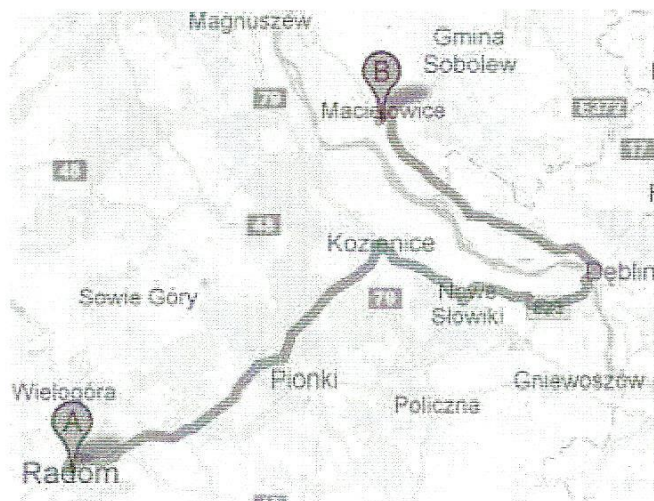 Magnuszew
Gmina
Sobolew
B
79
Maciejowice
17
48
48
Kozienice
Dęblin
Sowie Góry
79
Nowe
Słowiki
Pionki
Gniewoszów
Wielogóra
Policzna
A
Radom